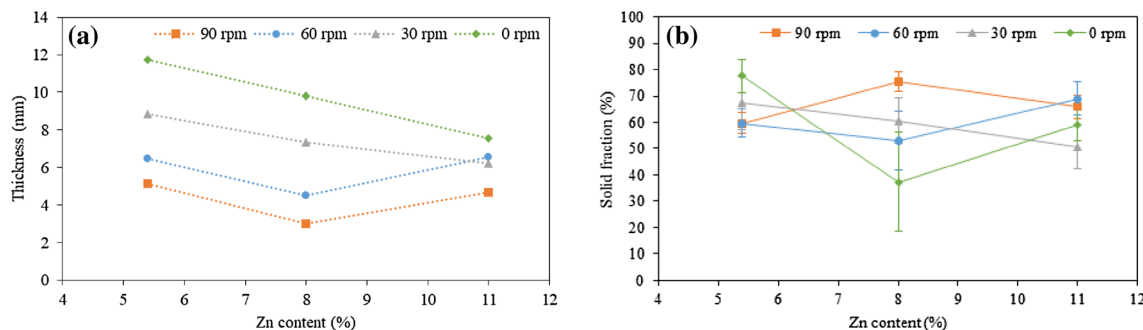 (a)
90 rpm 60 rpm 30 rpm 0 rpm
Thickness (mm)
14
12
10
8
6
4
2
0
4 5 6 7 8 9 10 11 12
Zn content (%)
(b)
90 rpm 60 rpm 30 rpm 0 rpm
Solid fraction (%)
100
90
80
70
60
50
40
30
20
10
0
4 5 6 7 8 9 10 11 12
Zn content (%)